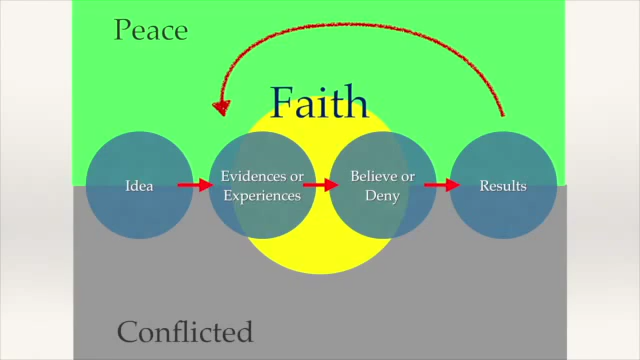 Peace
Faith
Idea
Evidences or
Experiences
Believe or
Deny
Results
Conflicted